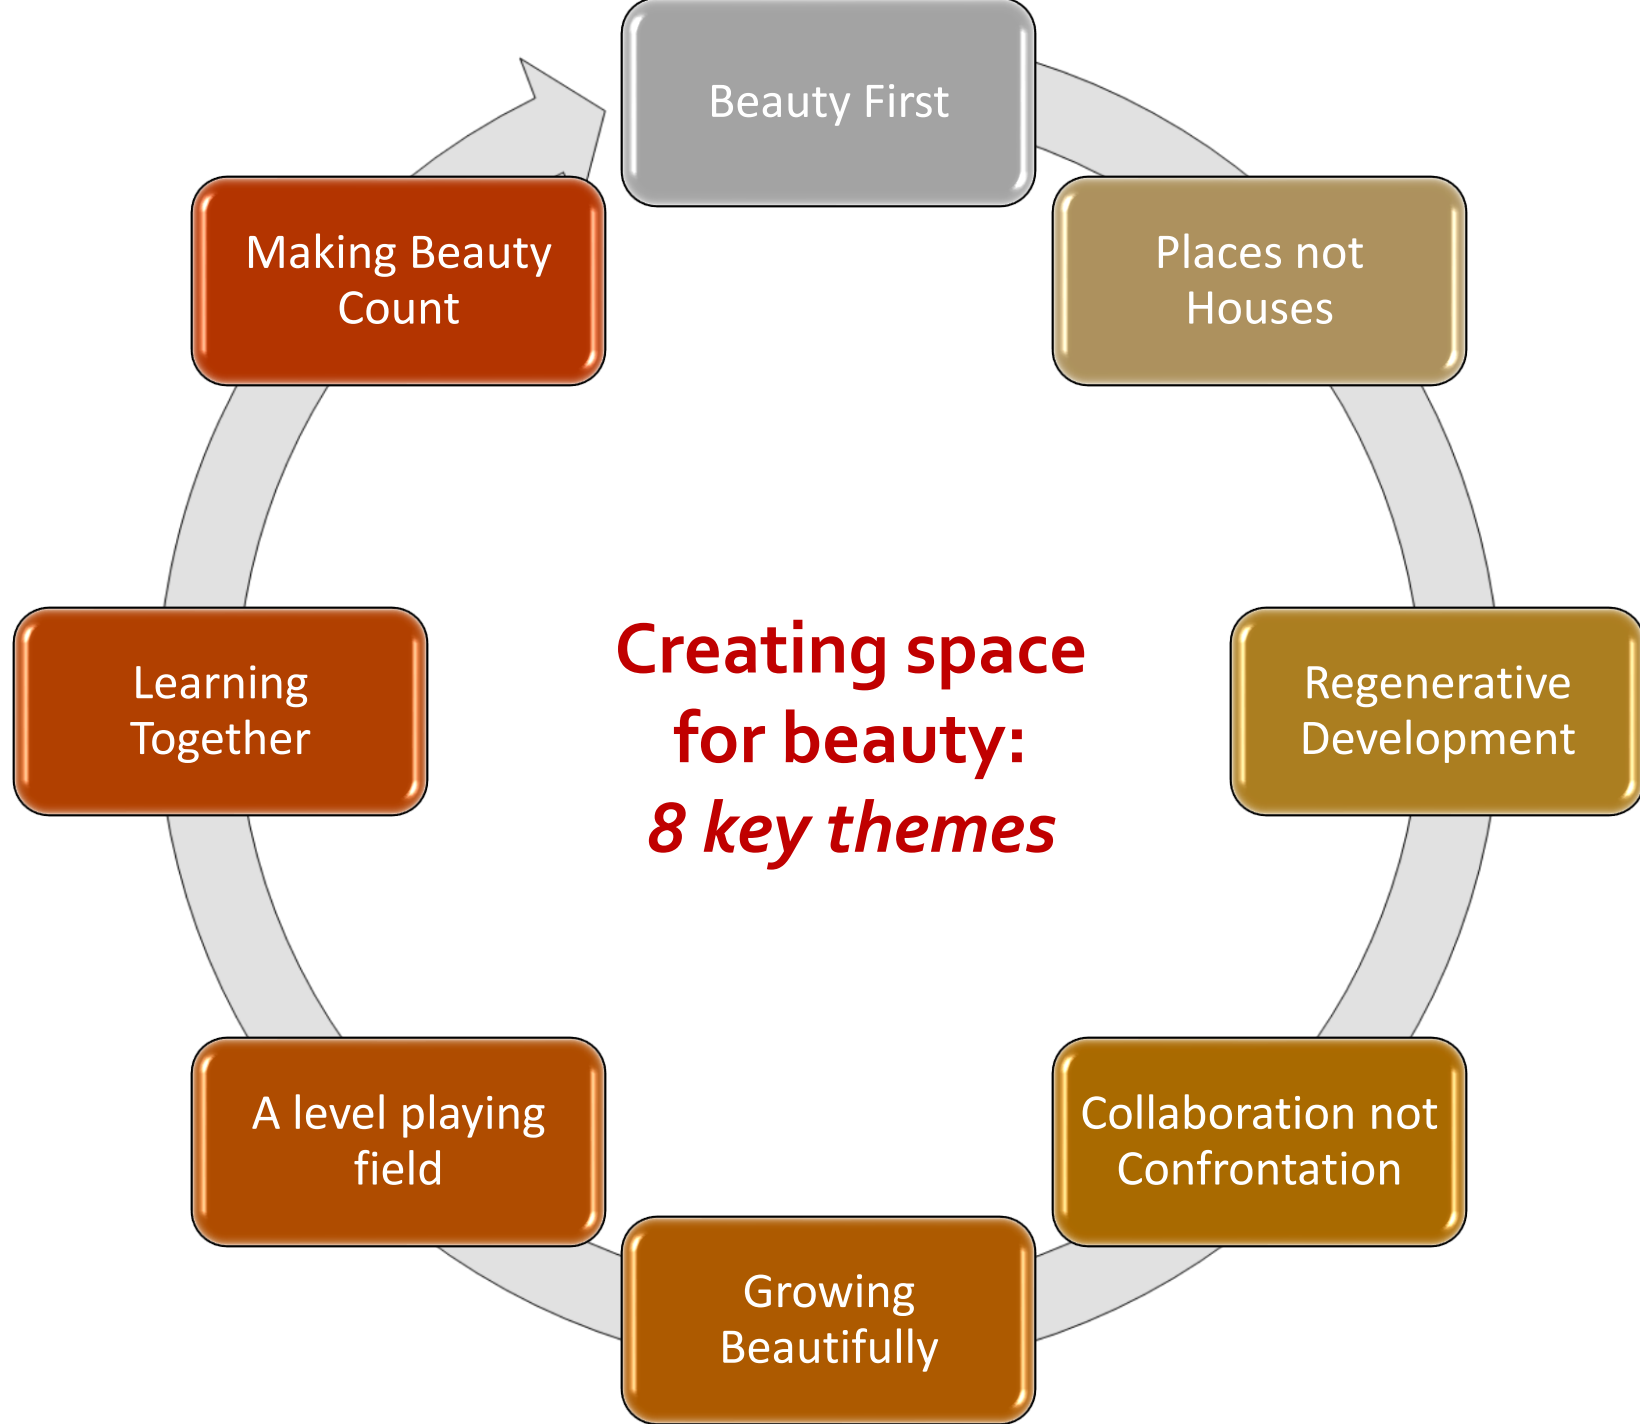 Beauty First
Places not
Houses
Regenerative
Development
Collaboration not
Confrontation
Growing
Beautifully
A level playing
field
Learning
Together
Making Beauty
Count
Creating space
for beauty:
8 key themes